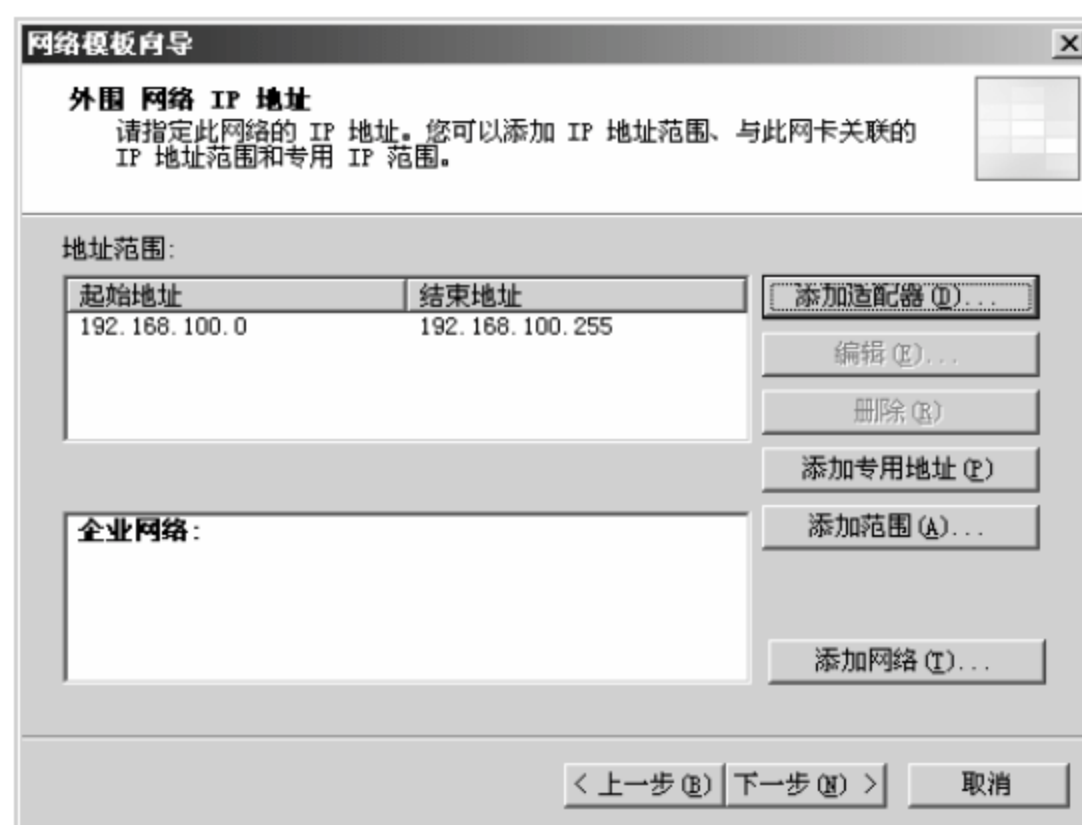 网络模板向导
外围 网络 IP 地址
请指定此网络的 IP 地址。您可以添加 IP 地址范围、与此网卡关联的
IP 地址范围和专用 IP 范围。
地址范围:
起始地址 结束地址
192.168.100.0 192.168.100.255
添加适配器(D)...
编辑(E)...
删除(R)
添加专用地址(P)
添加范围(A)...
企业网络:
添加网络(T)...
< 上一步(B) 下一步(N) > 取消